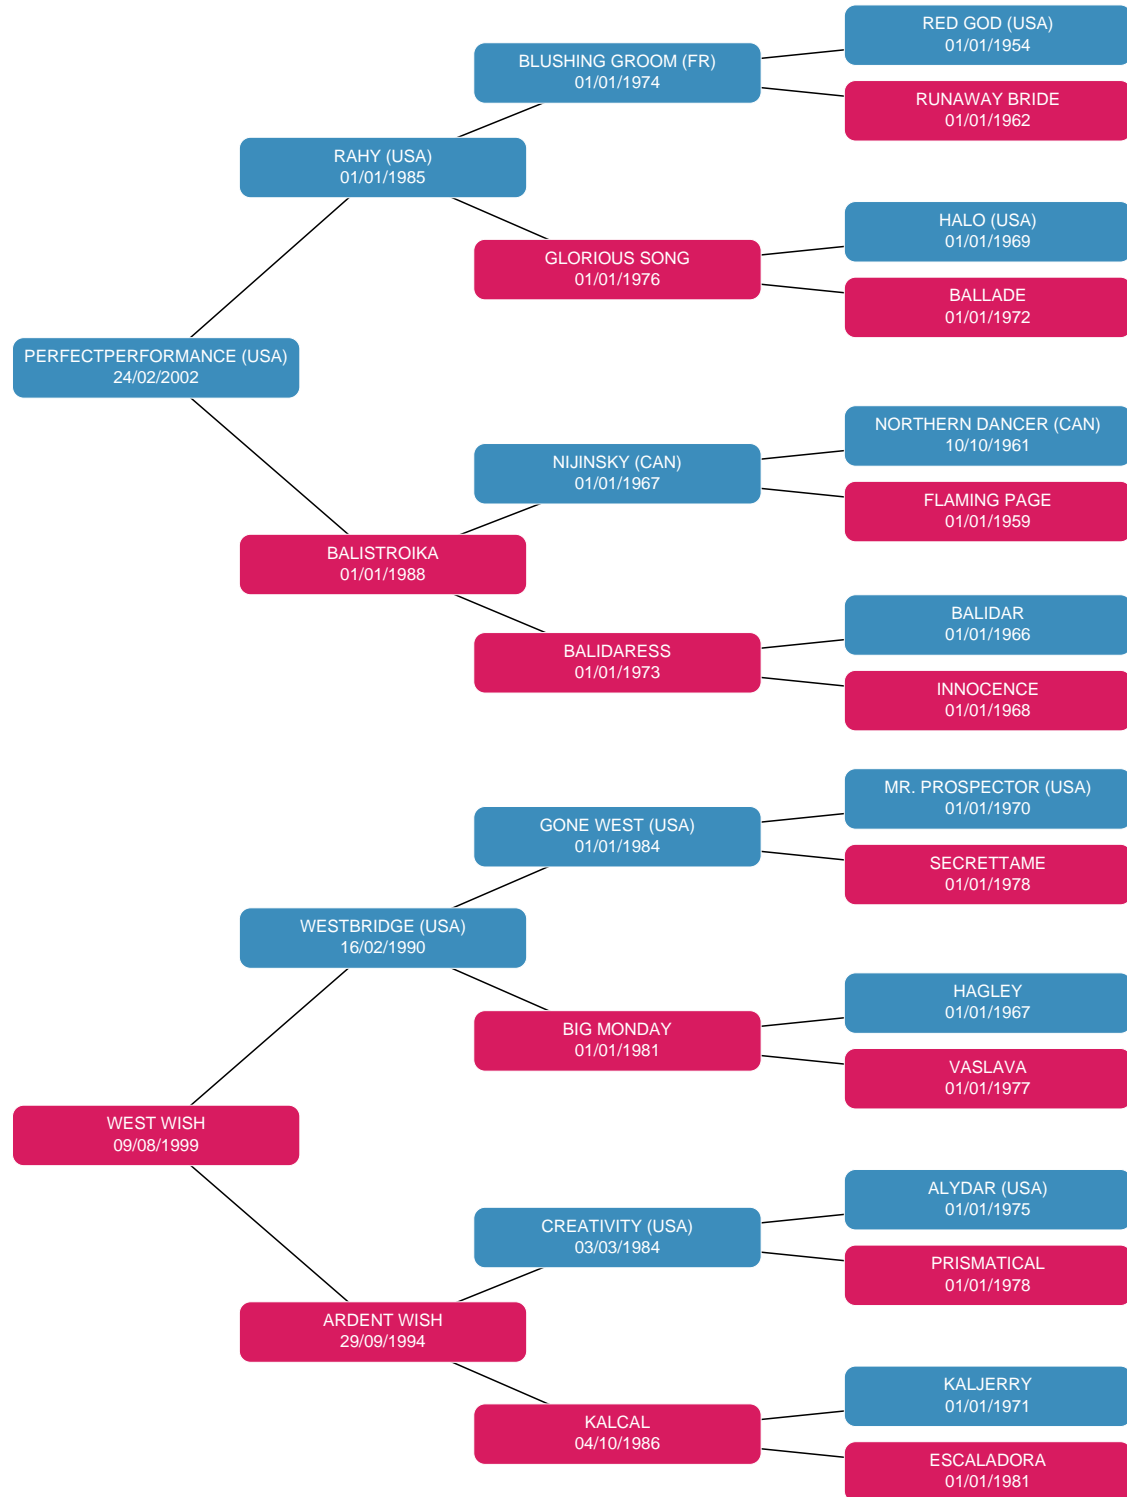 RED GOD (USA)
01/01/1954
BLUSHING GROOM (FR)
01/01/1974
RUNAWAY BRIDE
01/01/1962
RAHY (USA)
01/01/1985
HALO (USA)
01/01/1969
GLORIOUS SONG
01/01/1976
BALLADE
01/01/1972
PERFECTPERFORMANCE (USA)
24/02/2002
NORTHERN DANCER (CAN)
10/10/1961
NIJINSKY (CAN)
01/01/1967
FLAMING PAGE
01/01/1959
BALISTROIKA
01/01/1988
BALIDAR
01/01/1966
BALIDARESS
01/01/1973
INNOCENCE
01/01/1968
MR. PROSPECTOR (USA)
01/01/1970
GONE WEST (USA)
01/01/1984
SECRETTAME
01/01/1978
WESTBRIDGE (USA)
16/02/1990
HAGLEY
01/01/1967
BIG MONDAY
01/01/1981
VASLAVA
01/01/1977
WEST WISH
09/08/1999
ALYDAR (USA)
01/01/1975
CREATIVITY (USA)
03/03/1984
PRISMATICAL
01/01/1978
ARDENT WISH
29/09/1994
KALJERRY
01/01/1971
KALCAL
04/10/1986
ESCALADORA
01/01/1981